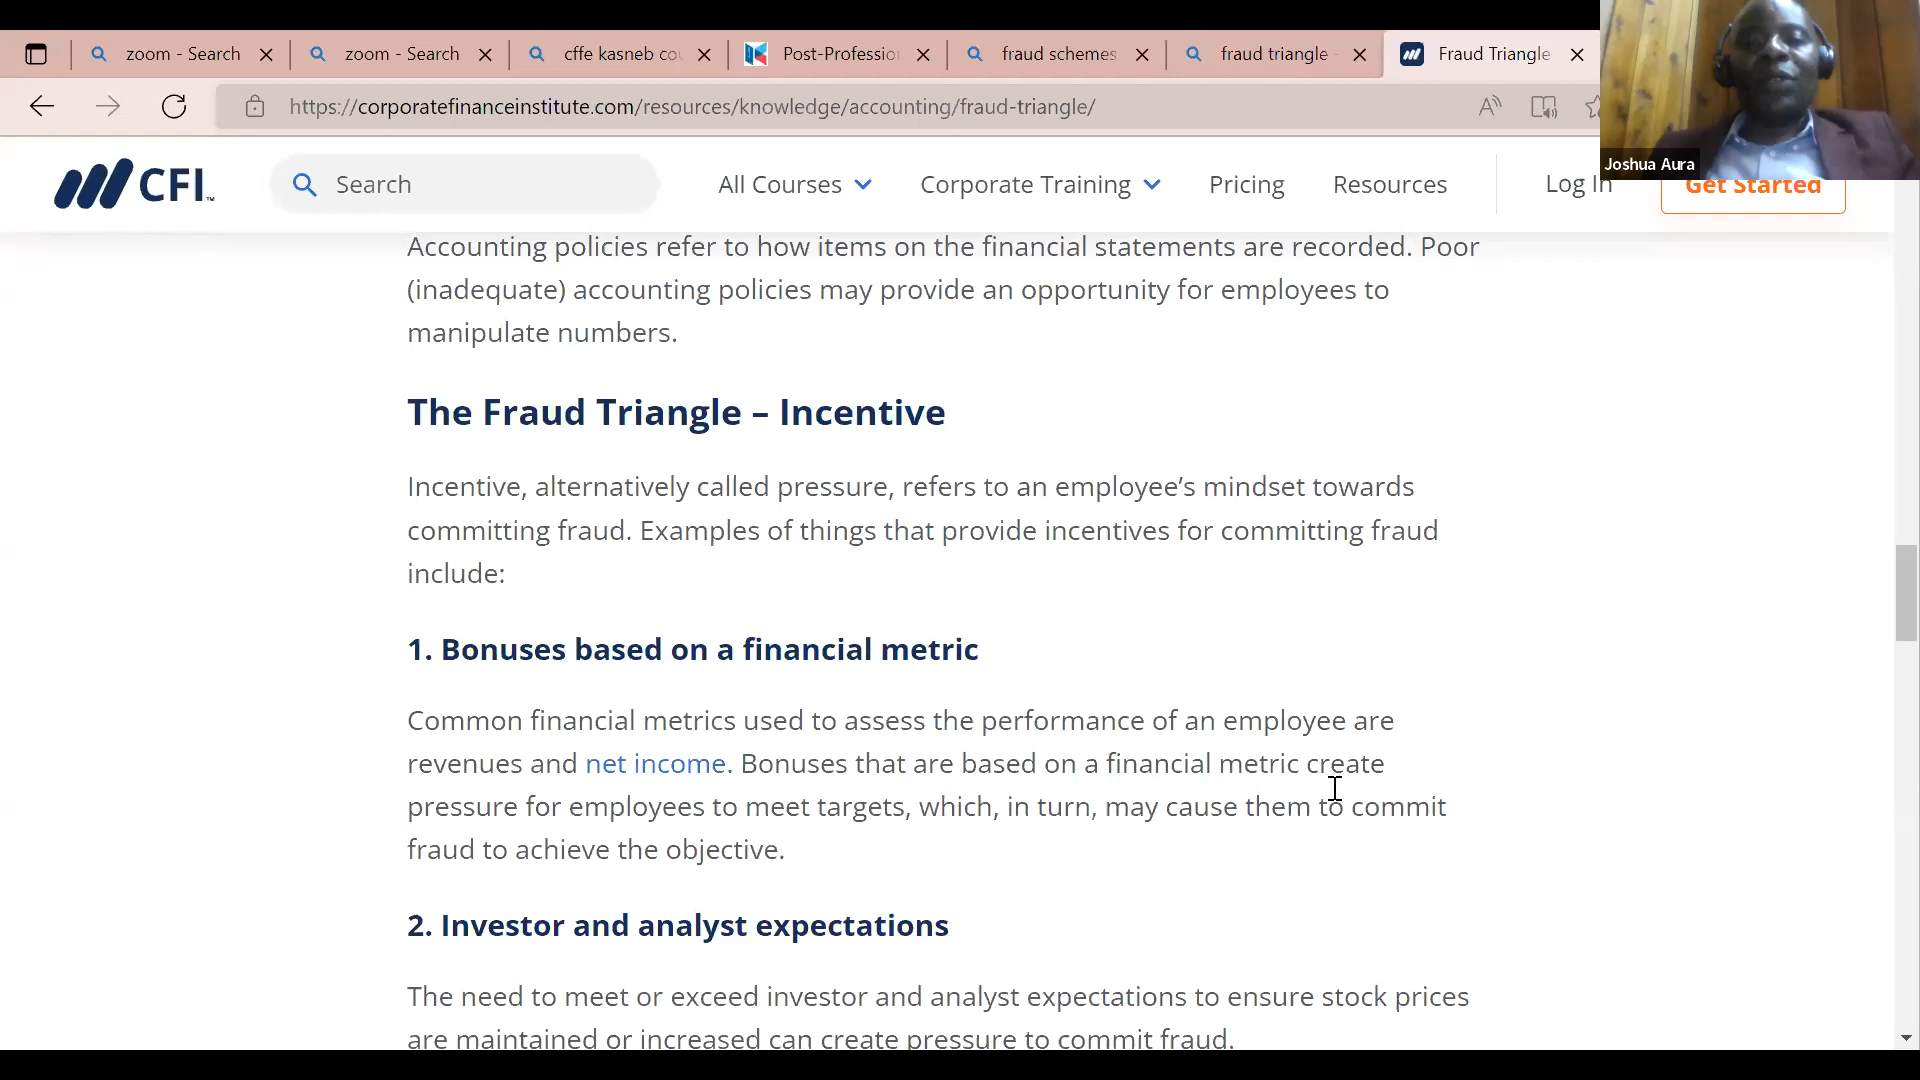 zoom - Search
zoom - Search
cffe kasneb co
Post-Professio
fraud schemes
fraud triangle -
Fraud Triangle
https://corporatefinanceinstitute.com/resources/knowledge/accounting/fraud-triangle/
Joshua Aura
CFI™
Search
All Courses
Corporate Training
Pricing
Resources
Log In
Get Started
Accounting policies refer to how items on the financial statements are recorded. Poor
(inadequate) accounting policies may provide an opportunity for employees to
manipulate numbers.
The Fraud Triangle – Incentive
Incentive, alternatively called pressure, refers to an employee’s mindset towards
committing fraud. Examples of things that provide incentives for committing fraud
include:
1. Bonuses based on a financial metric
Common financial metrics used to assess the performance of an employee are
revenues and net income. Bonuses that are based on a financial metric create
pressure for employees to meet targets, which, in turn, may cause them to commit
fraud to achieve the objective.
2. Investor and analyst expectations
The need to meet or exceed investor and analyst expectations to ensure stock prices
are maintained or increased can create pressure to commit fraud.